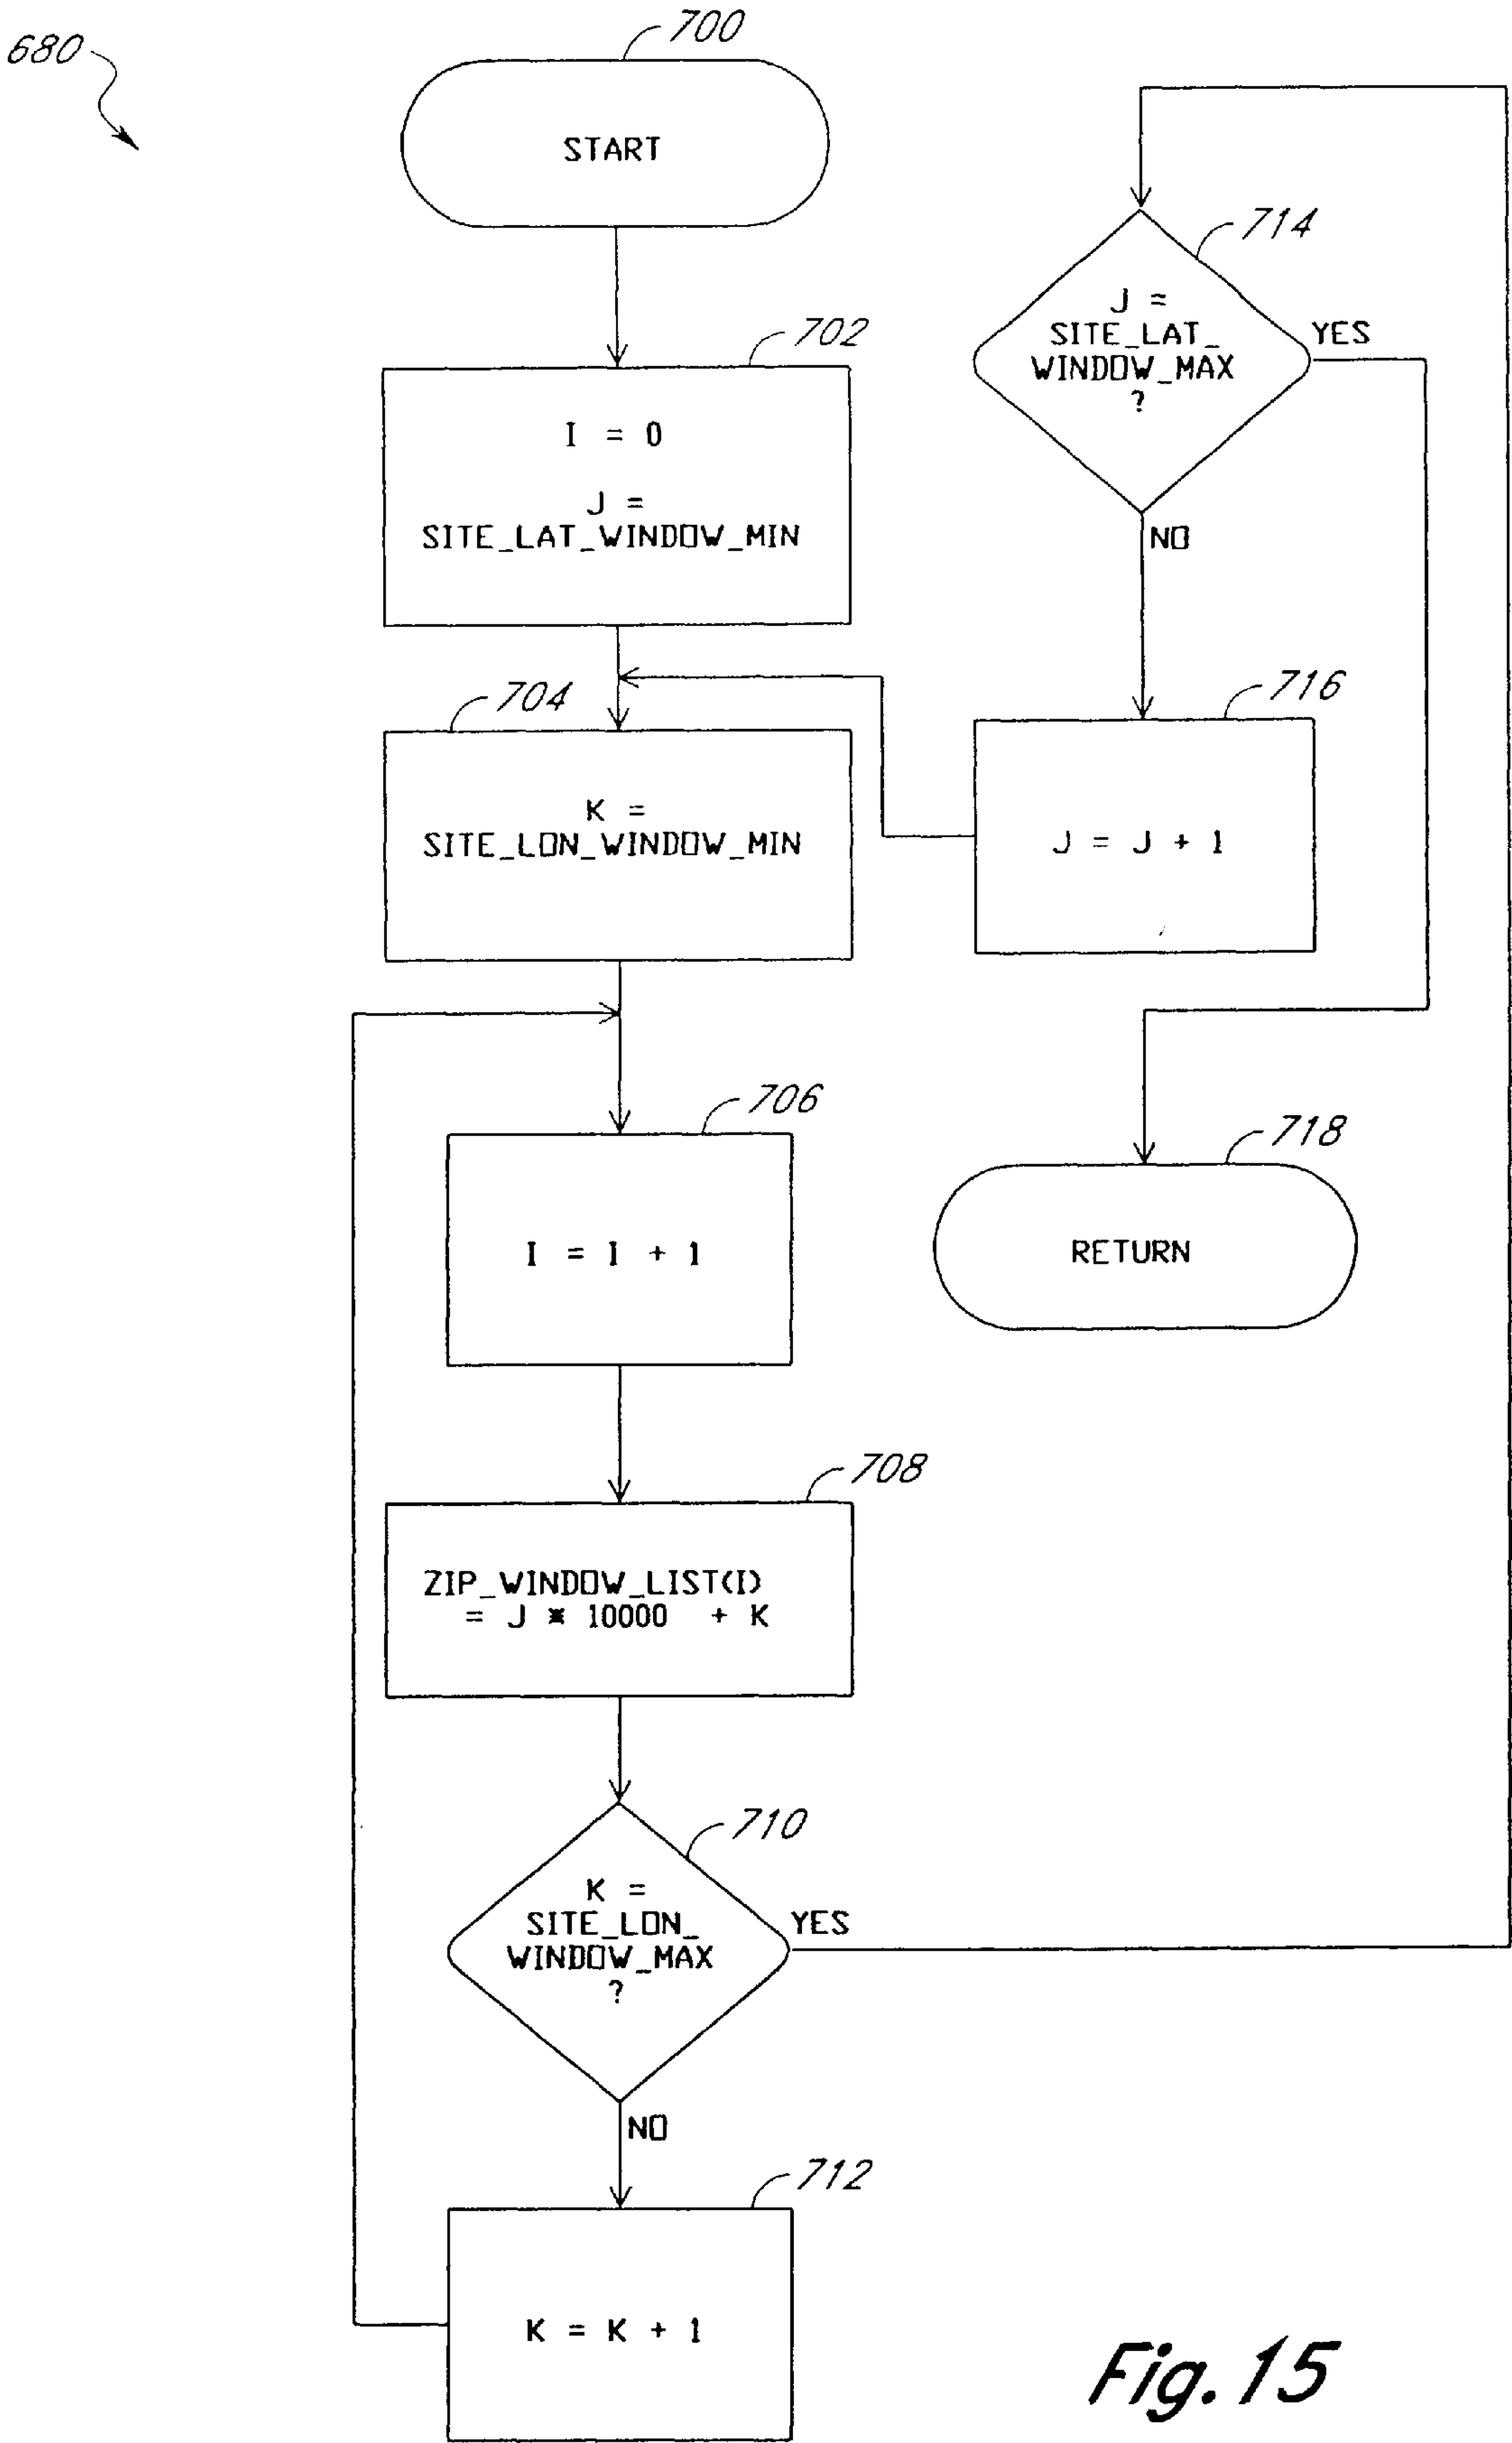 680
700
START
702
I = 0
J =
SITE_LAT_WINDOW_MIN
704
K =
SITE_LON_WINDOW_MIN
706
I = I + 1
708
ZIP_WINDOW_LIST(I)
= J * 10000 + K
710
K =
SITE_LON_
WINDOW_MAX
?
YES
NO
712
K = K + 1
714
J =
SITE_LAT_
WINDOW_MAX
?
YES
NO
716
J = J + 1
718
RETURN
Fig. 15